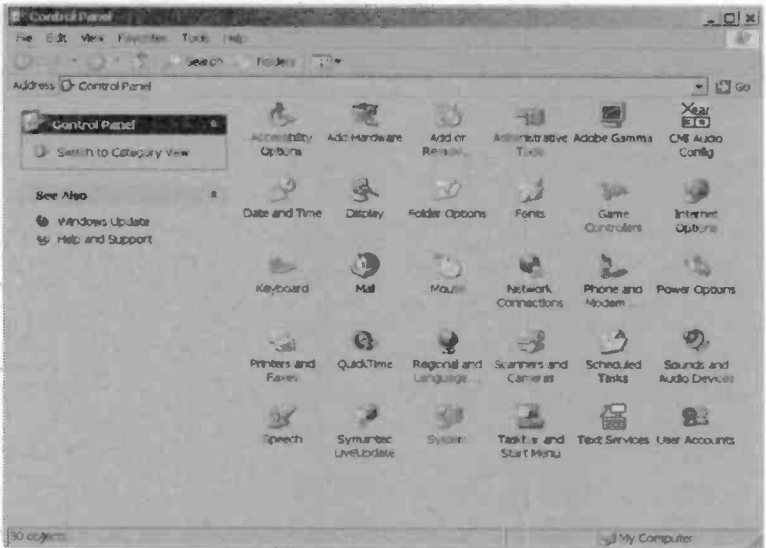 Control Panel
File Edit View Favorites Tools Help
Search Folders
Address Control Panel Go
Control Panel
Switch to Category View
See Also
Windows Update
Help and Support
Accessibility Options
Add Hardware
Add or Remov...
Administrative Tools
Adobe Gamma
Xear 3D
CMI Audio Config
Date and Time
Display
Folder Options
Fonts
Game Controllers
Internet Options
Keyboard
Mail
Mouse
Network Connections
Phone and Modem ...
Power Options
Printers and Faxes
QuickTime
Regional and Language ...
Scanners and Cameras
Scheduled Tasks
Sounds and Audio Devices
Speech
Symantec LiveUpdate
System
Taskbar and Start Menu
Text Services
User Accounts
30 objects
My Computer